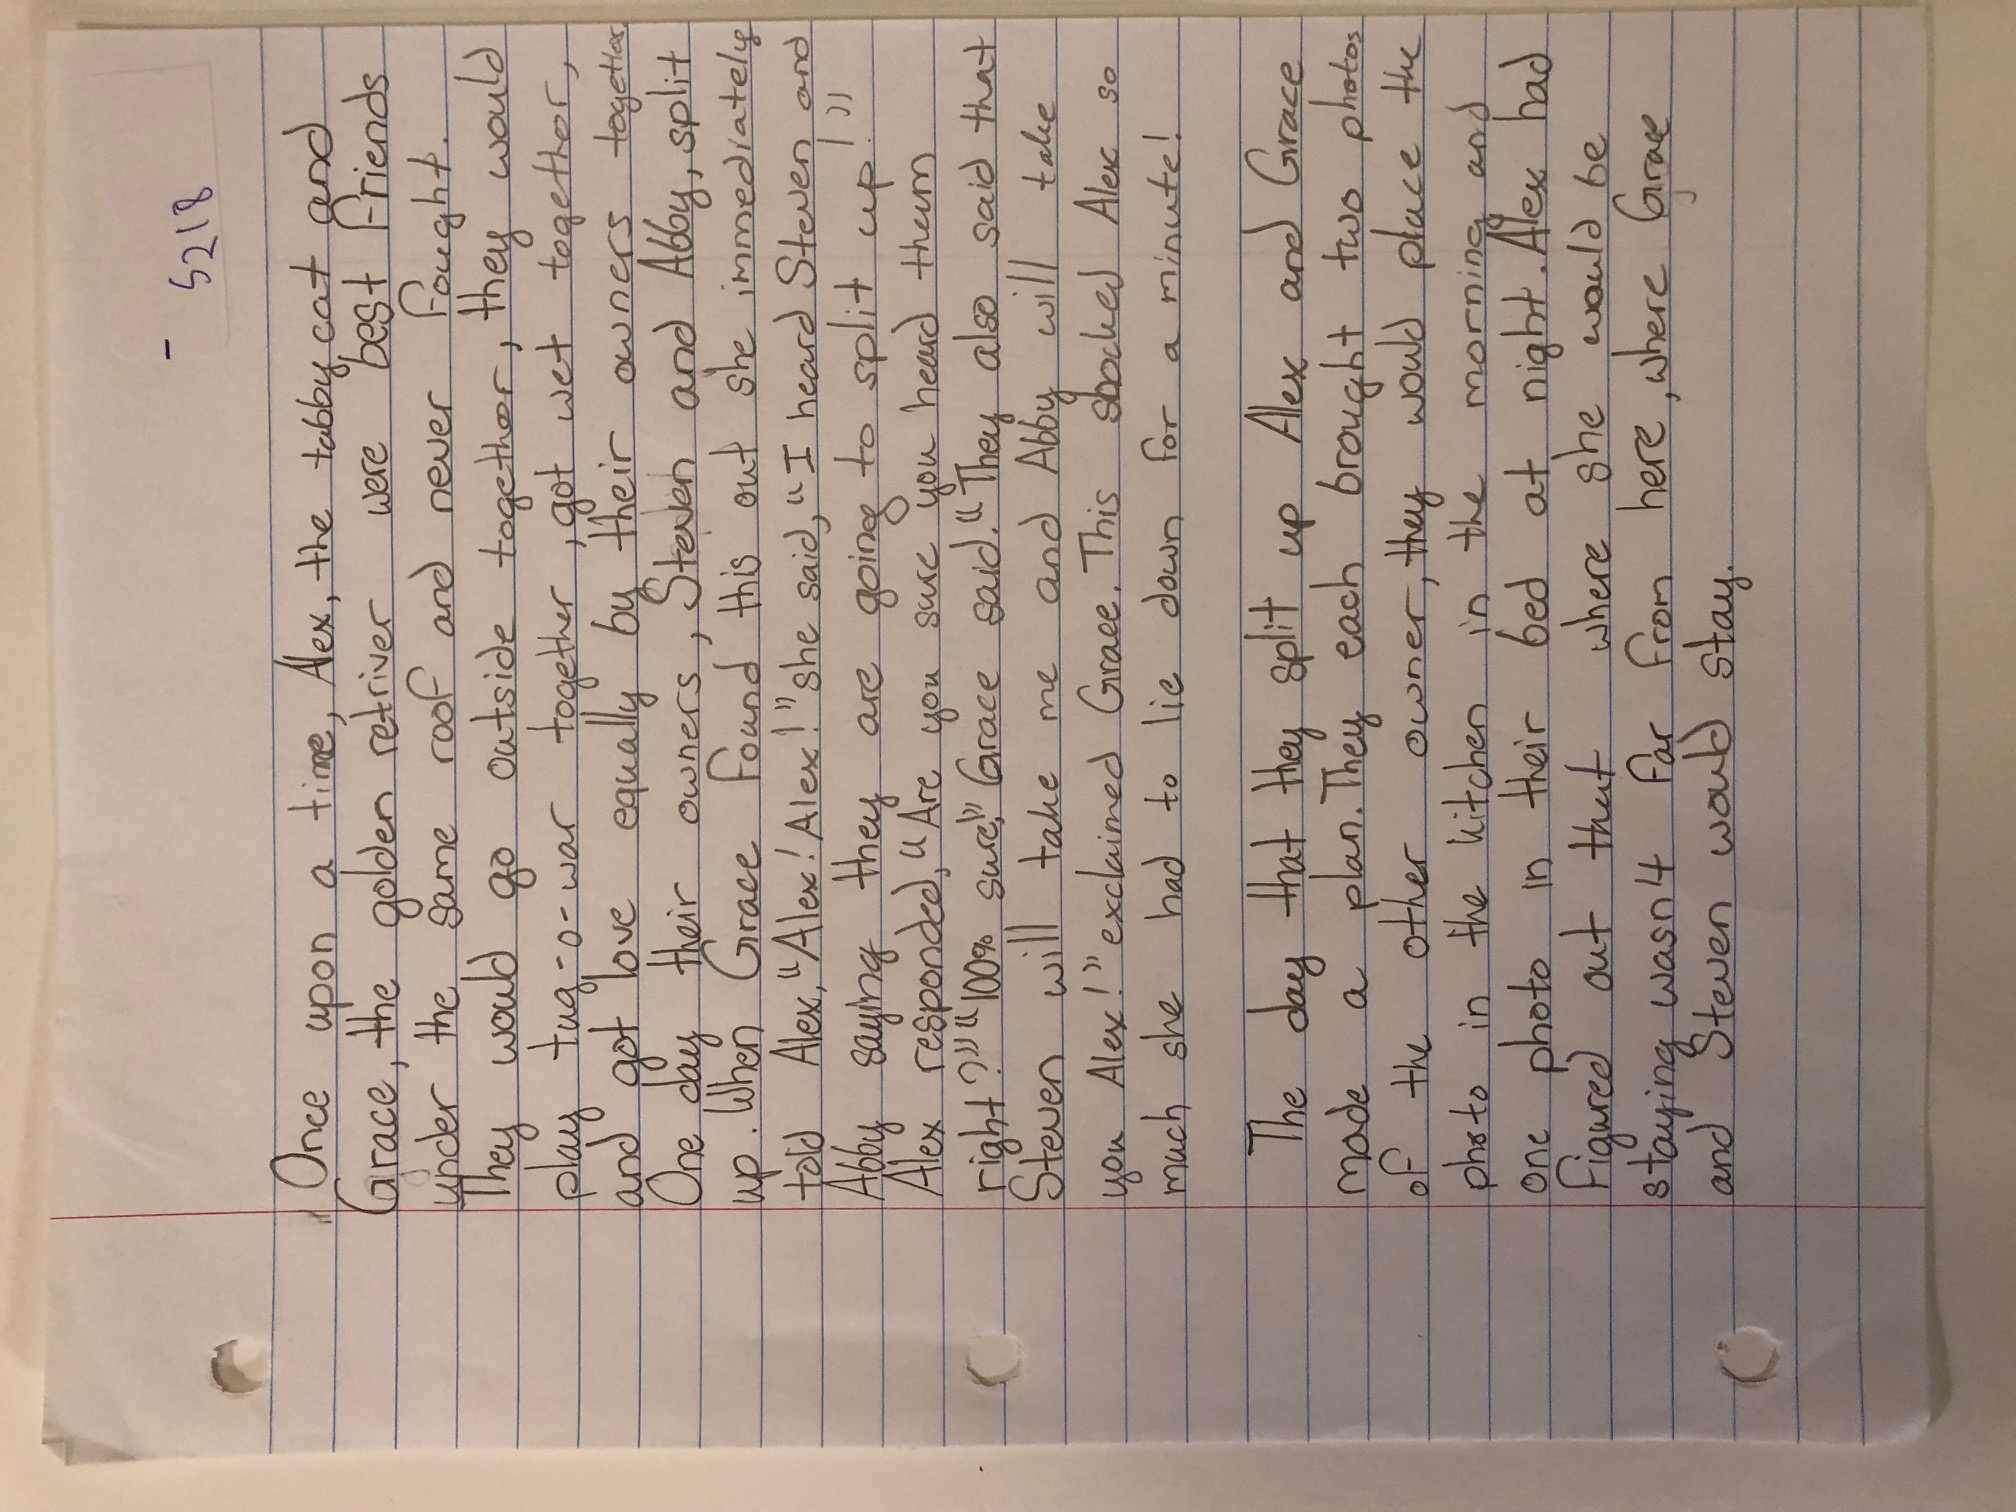 - 5218
Once upon a time, Alex, the tabby cat and
Grace, the golden retriver were best friends
under the same roof and never fought.
They would go outside together, they would
play tug-o-war together, got wet together,
and got love equally by their owners together.
One day their owners, Steven and Abby, split
up. When Grace found this out she immediately
told Alex, "Alex! Alex!" she said, "I heard Steven and
Abby saying they are going to split up!"
Alex responded, "Are you sure you heard them
right?" "100% sure!" Grace said. "They also said that
Steven will take me and Abby will take
you Alex!" exclaimed Grace. This shocked Alex so
much she had to lie down for a minute!
The day that they split up Alex and Grace
made a plan. They each brought two photos
of the other owner, they would place the
photo in the kitchen in the morning and
one photo in their bed at night. Alex had
figured out that where she would be
staying wasn't far from here, where Grace
and Steven would stay.